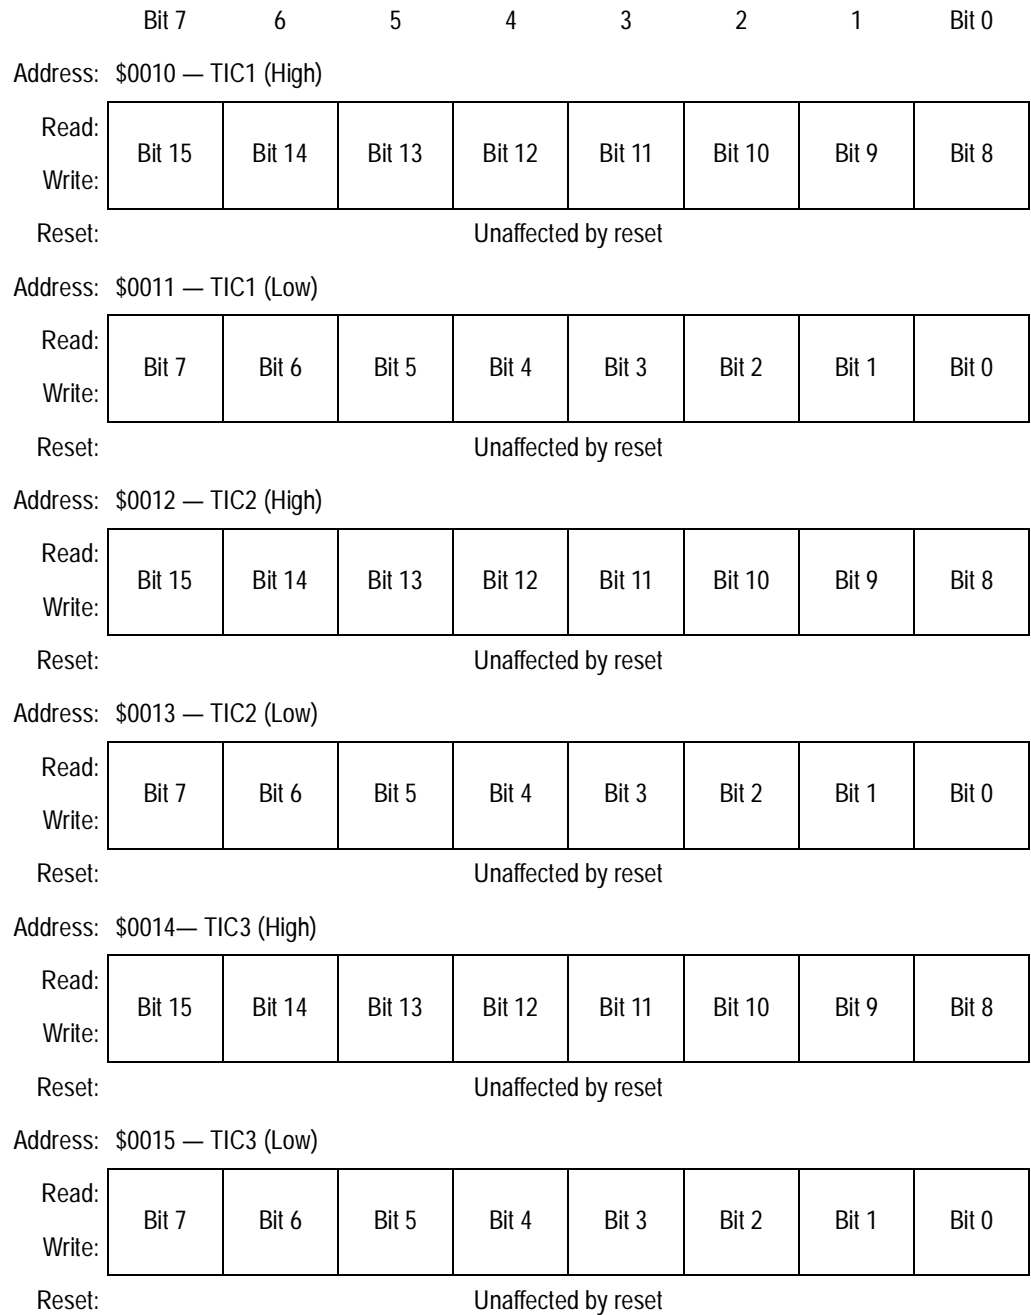 Bit 7 6 5 4 3 2 1 Bit 0
Address: $0010 — TIC1 (High)
Read:
Bit 15 Bit 14 Bit 13 Bit 12 Bit 11 Bit 10 Bit 9 Bit 8
Write:
Reset: Unaffected by reset
Address: $0011 — TIC1 (Low)
Read:
Bit 7 Bit 6 Bit 5 Bit 4 Bit 3 Bit 2 Bit 1 Bit 0
Write:
Reset: Unaffected by reset
Address: $0012 — TIC2 (High)
Read:
Bit 15 Bit 14 Bit 13 Bit 12 Bit 11 Bit 10 Bit 9 Bit 8
Write:
Reset: Unaffected by reset
Address: $0013 — TIC2 (Low)
Read:
Bit 7 Bit 6 Bit 5 Bit 4 Bit 3 Bit 2 Bit 1 Bit 0
Write:
Reset: Unaffected by reset
Address: $0014— TIC3 (High)
Read:
Bit 15 Bit 14 Bit 13 Bit 12 Bit 11 Bit 10 Bit 9 Bit 8
Write:
Reset: Unaffected by reset
Address: $0015 — TIC3 (Low)
Read:
Bit 7 Bit 6 Bit 5 Bit 4 Bit 3 Bit 2 Bit 1 Bit 0
Write:
Reset: Unaffected by reset